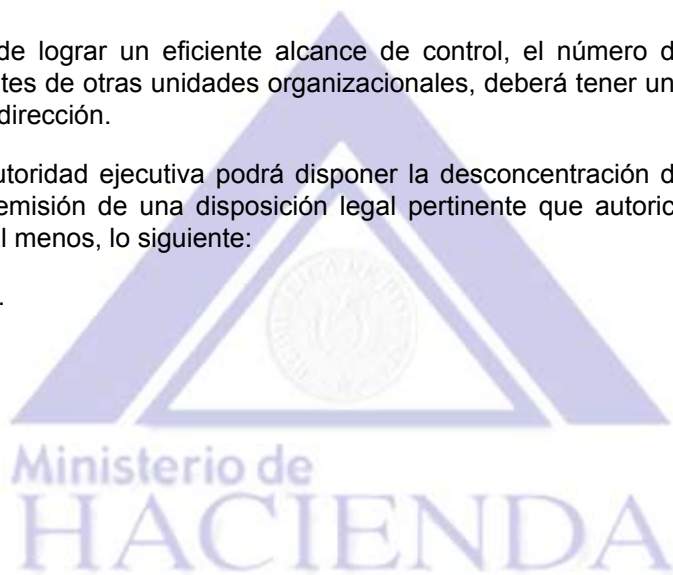 de lograr un eficiente alcance de control, el número d
tes de otras unidades organizacionales, deberá tener un
dirección.
utoridad ejecutiva podrá disponer la desconcentración d
emisión de una disposición legal pertinente que autoric
l menos, lo siguiente:
.
Ministerio de
HACIENDA